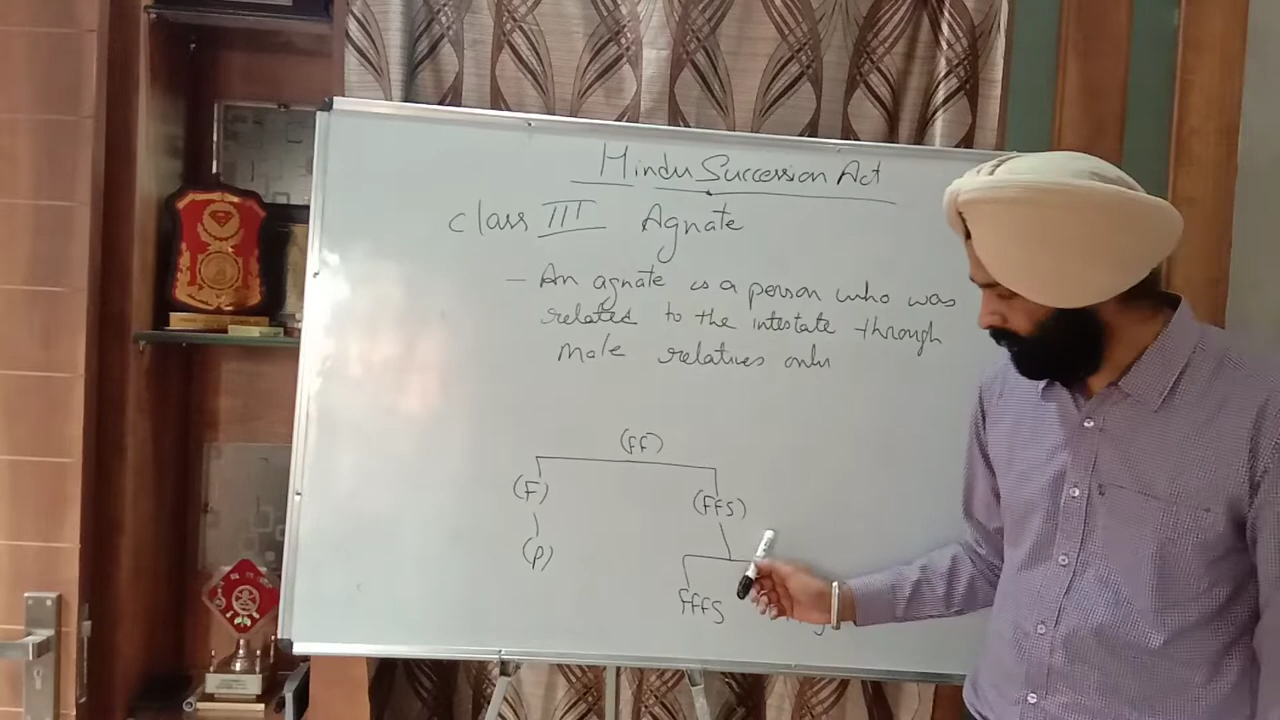 Hindu Succession Act
Class III Agnate
- An agnate is a person who was
related to the intestate through
Male relatives only
(FF)
(F) (FFS)
(P)
FFFS